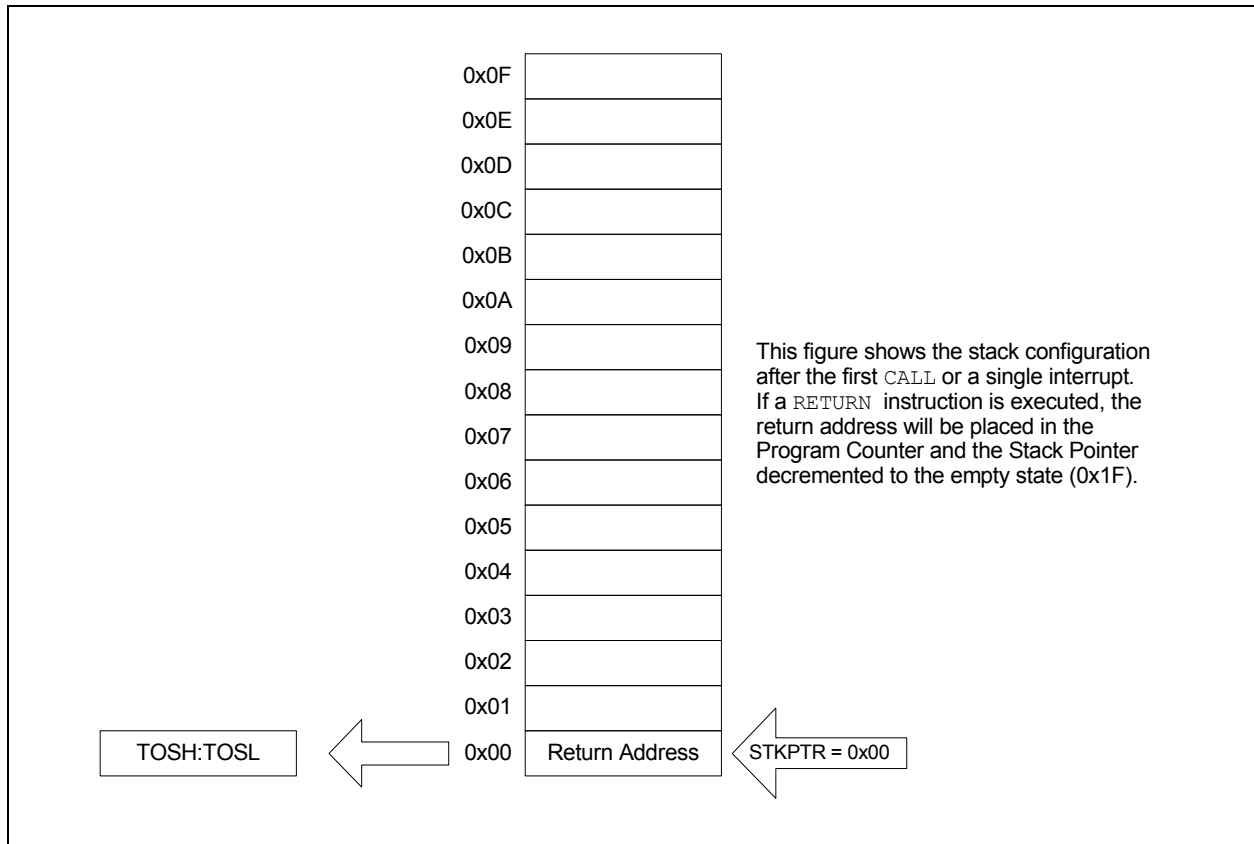 0x0F
0x0E
0x0D
0x0C
0x0B
0x0A
0x09
0x08
0x07
0x06
0x05
0x04
0x03
0x02
0x01
This figure shows the stack configuration
after the first CALL or a single interrupt.
If a RETURN instruction is executed, the
return address will be placed in the
Program Counter and the Stack Pointer
decremented to the empty state (0x1F).
TOSH:TOSL 0x00 Return Address STKPTR = 0x00